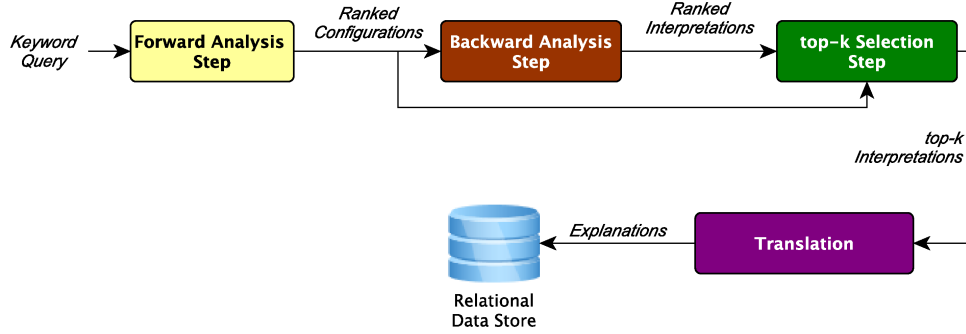 Keyword
Query
Forward Analysis
Step
Ranked
Configurations
Backward Analysis
Step
Ranked
Interpretations
top-k Selection
Step
top-k
Interpretations
Translation
Explanations
Relational
Data Store